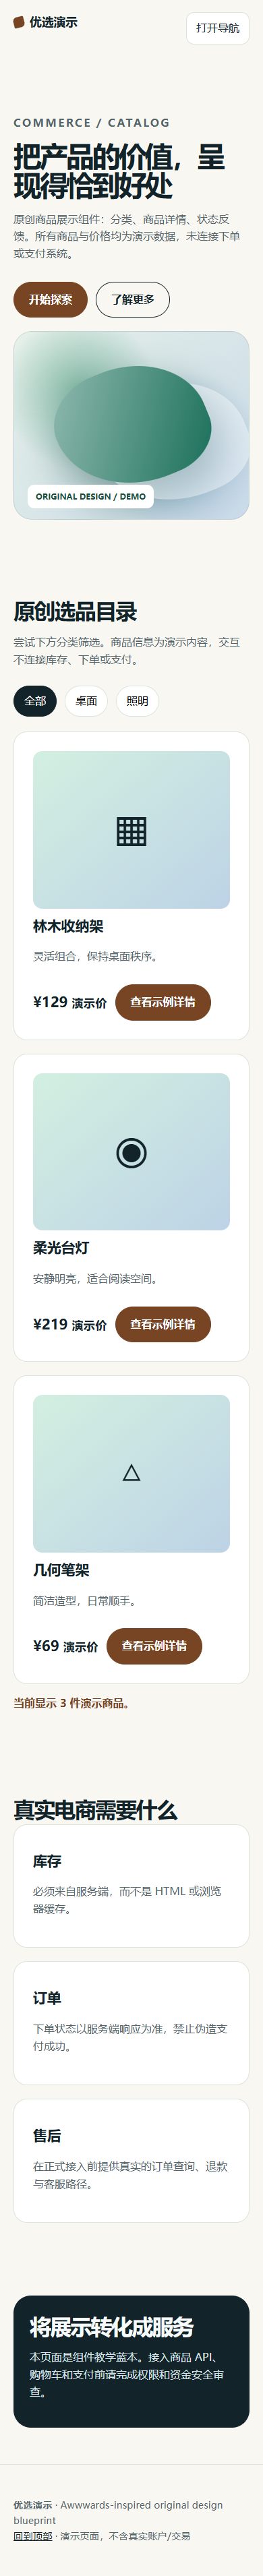 优选演示
打开导航
COMMERCE / CATALOG
把产品的价值，呈
现得恰到好处
原创商品展示组件：分类、商品详情、状态反
馈。所有商品与价格均为演示数据，未连接下单
或支付系统。
开始探索
了解更多
ORIGINAL DESIGN / DEMO
原创选品目录
尝试下方分类筛选。商品信息为演示内容，交互
不连接库存、下单或支付。
全部
桌面
照明
林木收纳架
灵活组合，保持桌面秩序。
¥129 演示价
查看示例详情
柔光台灯
安静明亮，适合阅读空间。
¥219 演示价
查看示例详情
几何笔架
简洁造型，日常顺手。
¥69 演示价
查看示例详情
当前显示 3 件演示商品。
真实电商需要什么
库存
必须来自服务端，而不是 HTML 或浏览
器缓存。
订单
下单状态以服务端响应为准，禁止伪造支
付成功。
售后
在正式接入前提供真实的订单查询、退款
与客服路径。
将展示转化成服务
本页面是组件教学蓝本。接入商品 API、
购物车和支付前请完成权限和资金安全审
查。
优选演示 · Awwwards-inspired original design
blueprint
回到顶部 · 演示页面，不含真实账户/交易